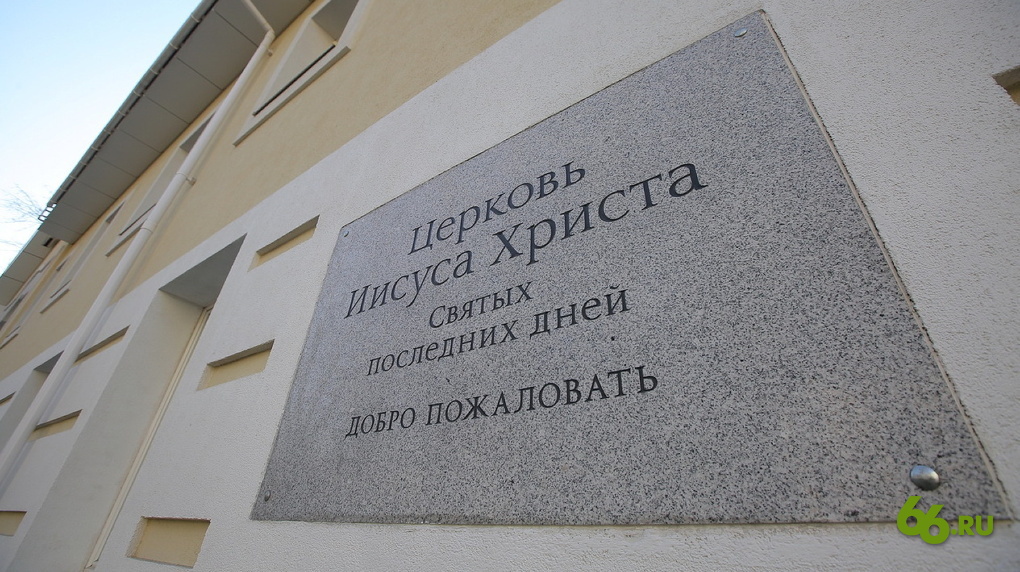 Церковь
Иисуса Христа
Святых
последних дней
ДОБРО ПОЖАЛОВАТЬ
66.RU